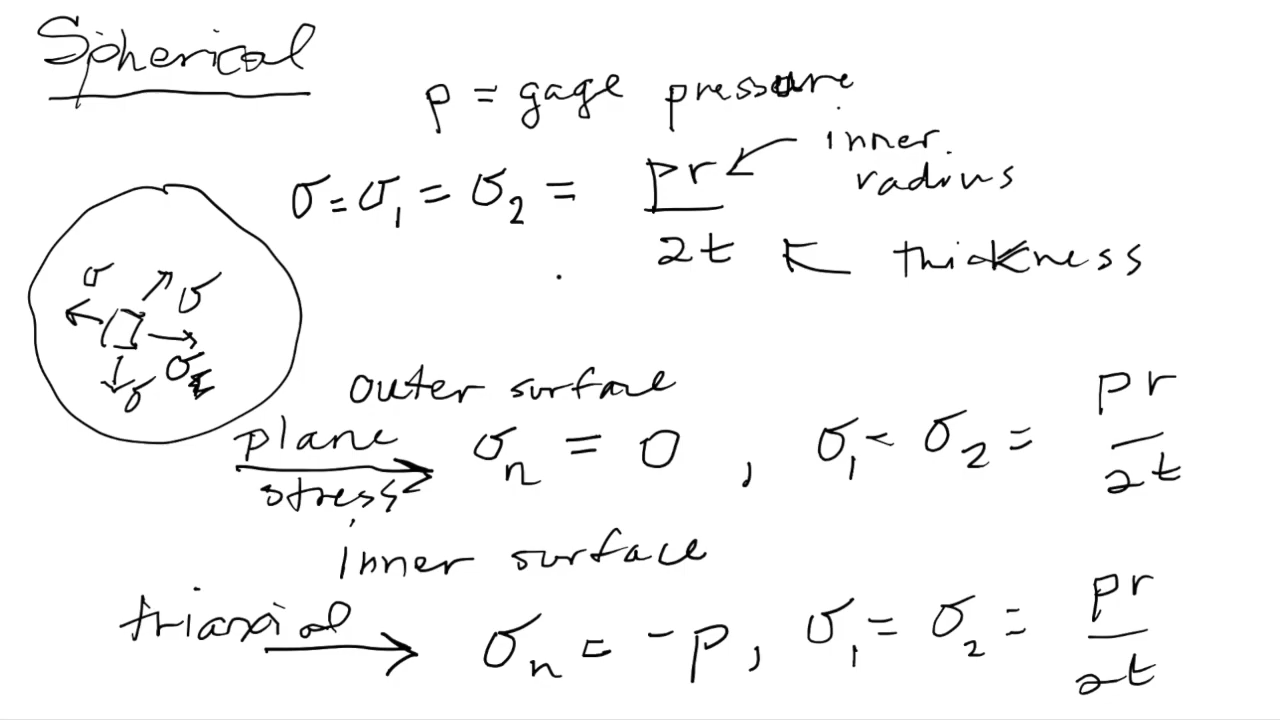 Spherical
p = gage pressure
inner radius
σ = σ₁ = σ₂ = pr / 2t
thickness
σ
σ
σ
σ
outer surface
plane stress
σₙ = 0 , σ₁ = σ₂ = pr / 2t
inner surface
triaxial
σₙ = -p , σ₁ = σ₂ = pr / 2t